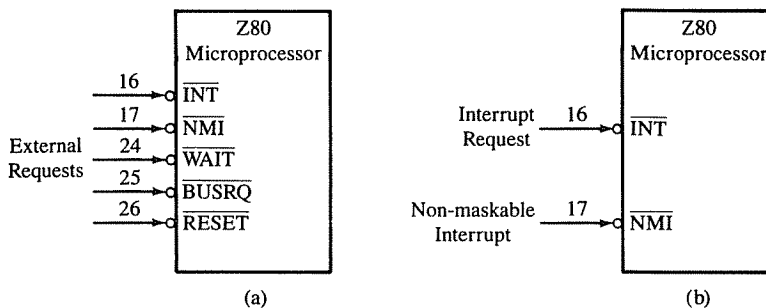 Z80
Microprocessor
16
INT
17
NMI
External
Requests
24
WAIT
25
BUSRQ
26
RESET
(a)
Z80
Microprocessor
Interrupt
Request
16
INT
Non-maskable
Interrupt
17
NMI
(b)